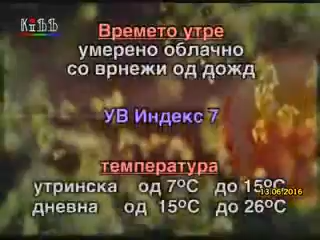 КІЪЪ
Времето утре
умерено облачно
со врнежи од дожд
УВ Индекс 7
температура
утринска од 7ºC до 15ºC
13.06.2016
дневна од 15ºC до 26ºC